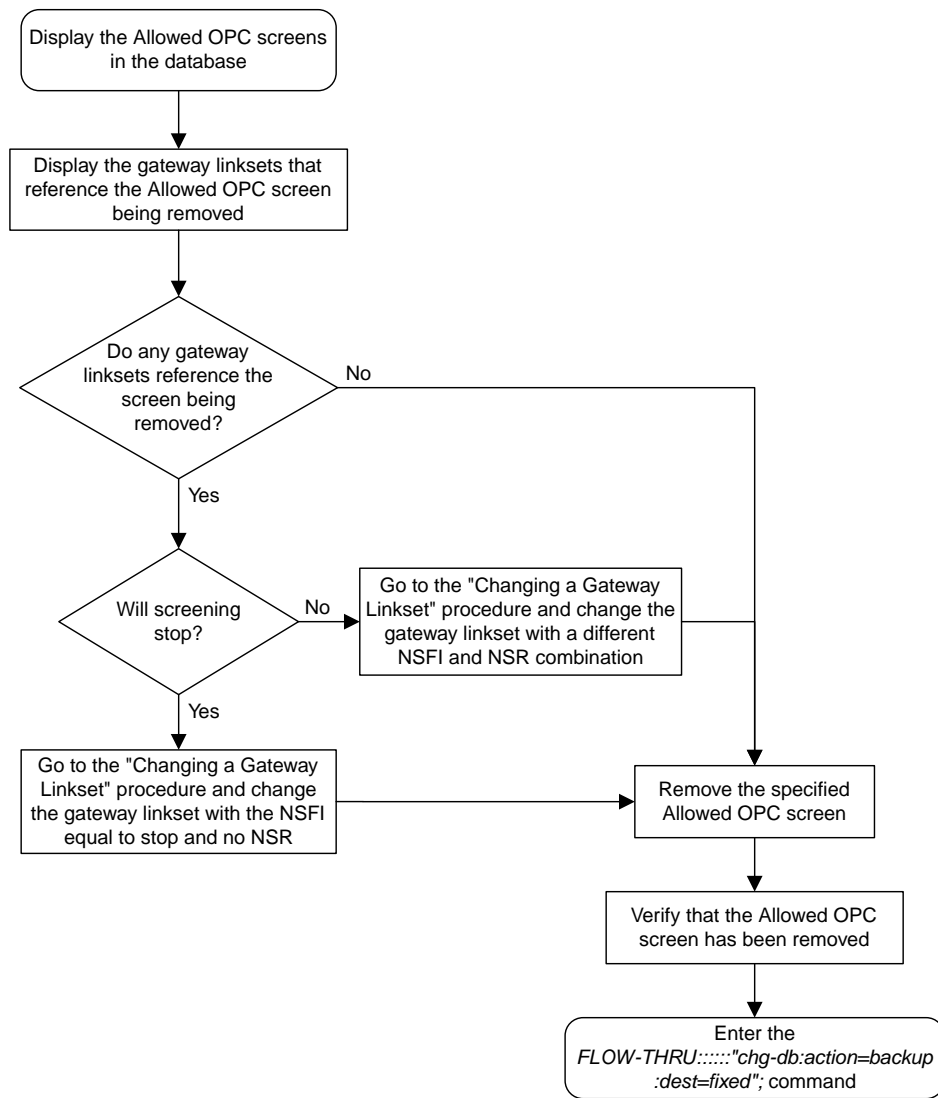 Display the Allowed OPC screens
in the database
Display the gateway linksets that
reference the Allowed OPC screen
being removed
Do any gateway
linksets reference the
screen being
removed?
No
Yes
Will screening
stop?
No
Go to the "Changing a Gateway
Linkset" procedure and change the
gateway linkset with a different
NSFI and NSR combination
Yes
Go to the "Changing a Gateway
Linkset" procedure and change
the gateway linkset with the NSFI
equal to stop and no NSR
Remove the specified
Allowed OPC screen
Verify that the Allowed OPC
screen has been removed
Enter the
FLOW-THRU::::::"chg-db:action=backup
:dest=fixed"; command